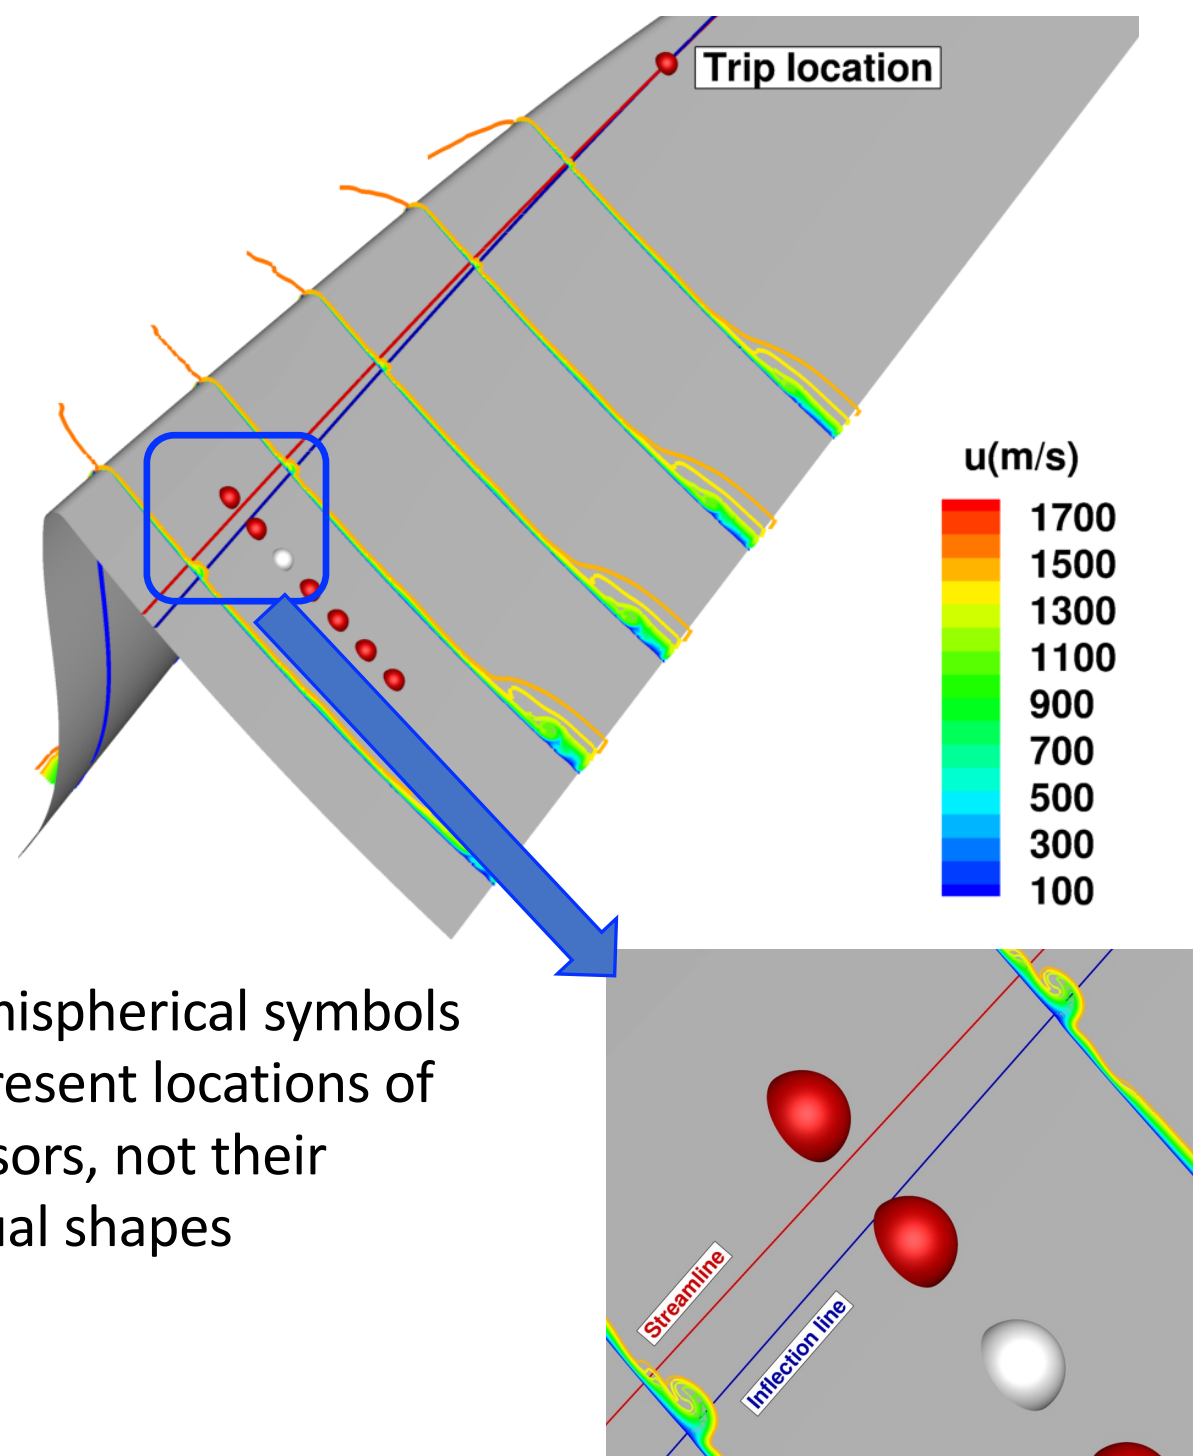 Trip location
u(m/s)
1700
1500
1300
1100
900
700
500
300
100
nispherical symbols
resent locations of
sors, not their
ual shapes
Streamline
Inflection line